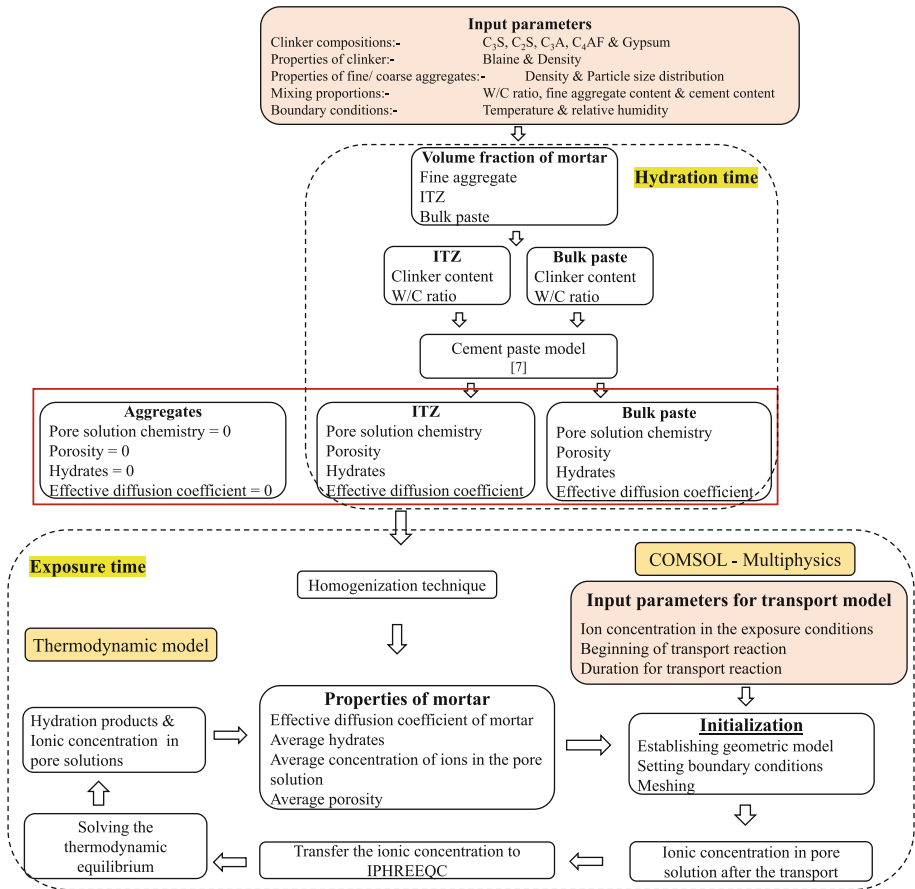 Input parameters
Clinker compositions:- C₃S, C₂S, C₃A, C₄AF & Gypsum
Properties of clinker:- Blaine & Density
Properties of fine/ coarse aggregates:- Density & Particle size distribution
Mixing proportions:- W/C ratio, fine aggregate content & cement content
Boundary conditions:- Temperature & relative humidity
Volume fraction of mortar
Fine aggregate
ITZ
Bulk paste
Hydration time
ITZ
Clinker content
W/C ratio
Bulk paste
Clinker content
W/C ratio
Cement paste model
[7]
Aggregates
Pore solution chemistry = 0
Porosity = 0
Hydrates = 0
Effective diffusion coefficient = 0
ITZ
Pore solution chemistry
Porosity
Hydrates
Effective diffusion coefficient
Bulk paste
Pore solution chemistry
Porosity
Hydrates
Effective diffusion coefficient
Exposure time
COMSOL - Multiphysics
Homogenization technique
Input parameters for transport model
Ion concentration in the exposure conditions
Beginning of transport reaction
Duration for transport reaction
Thermodynamic model
Hydration products &
Ionic concentration in
pore solutions
Properties of mortar
Effective diffusion coefficient of mortar
Average hydrates
Average concentration of ions in the pore
solution
Average porosity
Initialization
Establishing geometric model
Setting boundary conditions
Meshing
Solving the
thermodynamic
equilibrium
Transfer the ionic concentration to
IPHREEQC
Ionic concentration in pore
solution after the transport